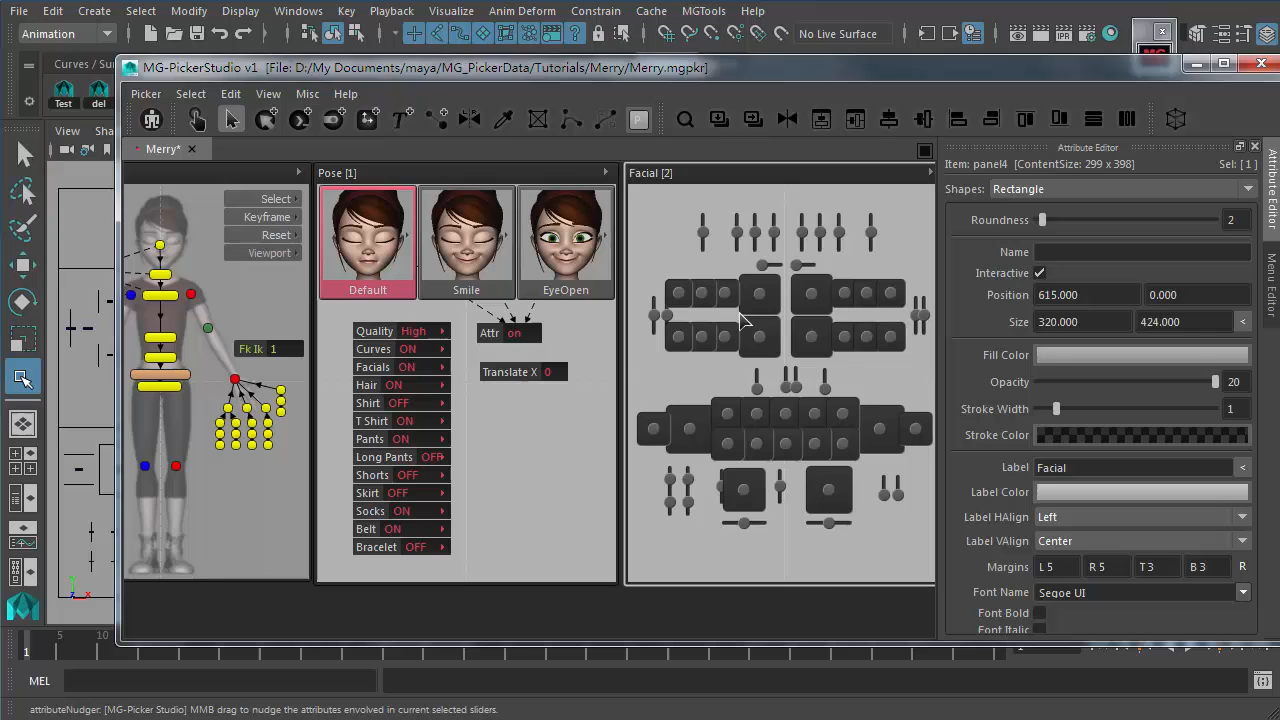 File Edit Create Select Modify Display Windows Key Playback Visualize Anim Deform Constrain Cache MGTools Help
Animation
No Live Surface
MG-PickerStudio v1 [File: D:/My Documents/maya/MG_PickerData/Tutorials/Merry/Merry.mgpkr]
Curves / Su
Test del
Picker Select Edit View Misc Help
View Sha
Merry*
Attribute Editor
Item: panel4 [ContentSize: 299 x 398] Sel: [ 1 ]
Pose [1]
Facial [2]
Attribute Editor
Menu Editor
Shapes: Rectangle
Select
Keyframe
Reset
Viewport
Default Smile EyeOpen
Roundness 2
Name
Interactive
Position 615.000 0.000
Size 320.000 424.000 <
Fill Color
Opacity 20
Stroke Width 1
Stroke Color
Label Facial <
Label Color
Label HAlign Left
Label VAlign Center
Margins L 5 R 5 T 3 B 3 R
Font Name Segoe UI
Font Bold
Font Italic
Fk Ik 1
Quality High
Curves ON
Facials ON
Hair ON
Shirt OFF
T Shirt ON
Pants ON
Long Pants OFF
Shorts OFF
Skirt OFF
Socks ON
Belt ON
Bracelet OFF
Attr on
Translate X 0
5 10
1
1
MEL
attributeNudger: [MG-Picker Studio] MMB drag to nudge the attributes envolved in current selected sliders.